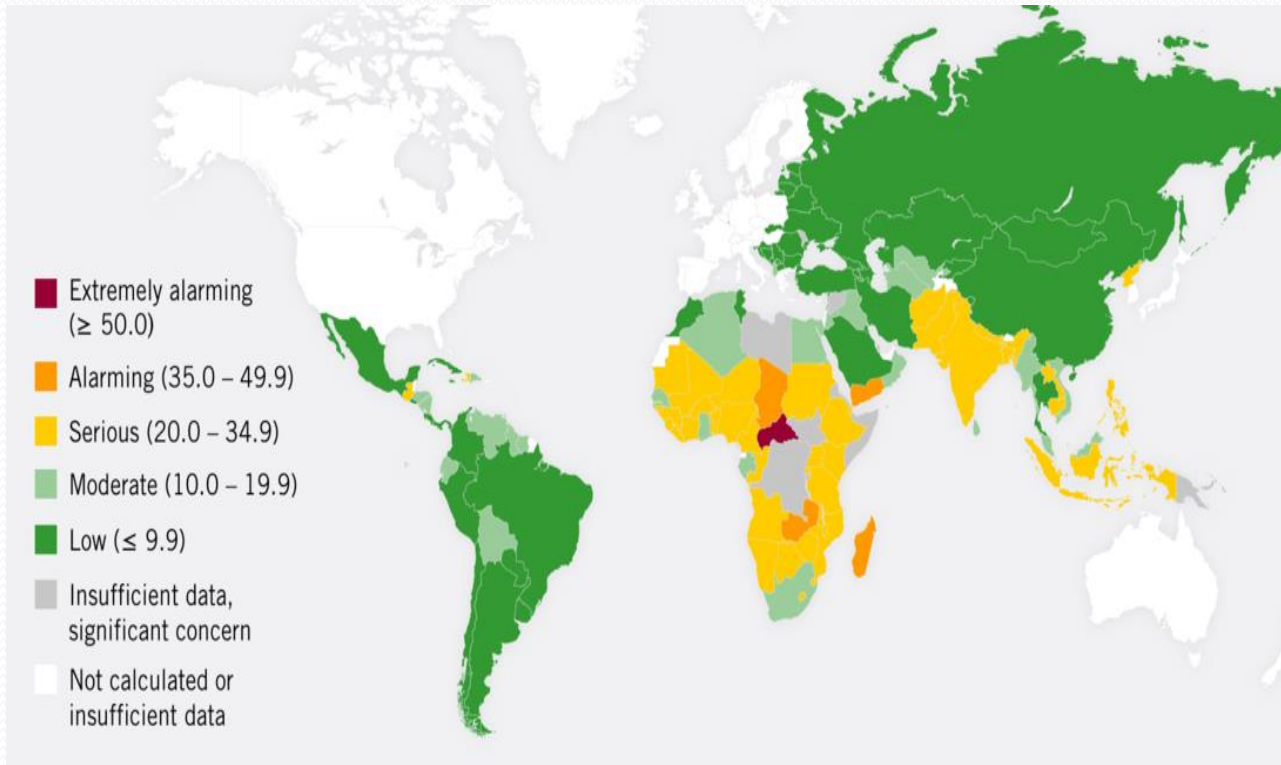 Extremely alarming
(≥ 50.0)
Alarming (35.0 – 49.9)
Serious (20.0 – 34.9)
Moderate (10.0 – 19.9)
Low (≤ 9.9)
Insufficient data,
significant concern
Not calculated or
insufficient data